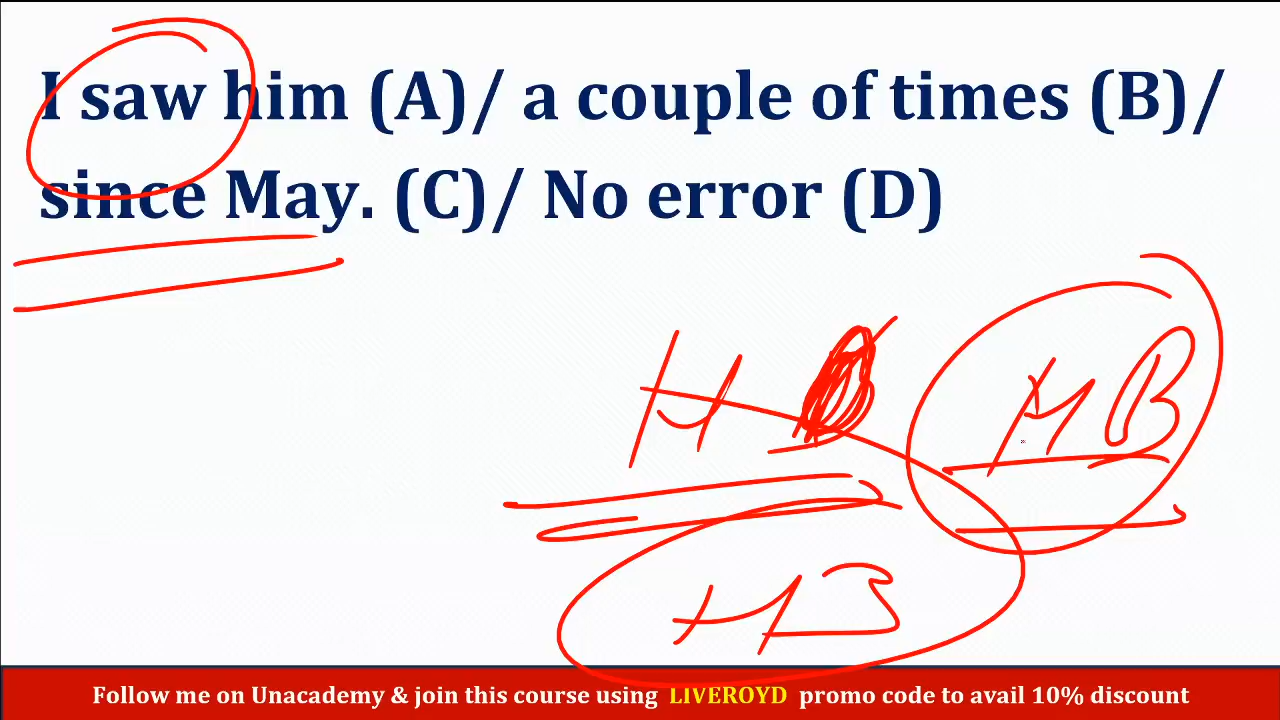 I saw him (A)/ a couple of times (B)/
since May. (C)/ No error (D)
Follow me on Unacademy & join this course using LIVEROYD promo code to avail 10% discount